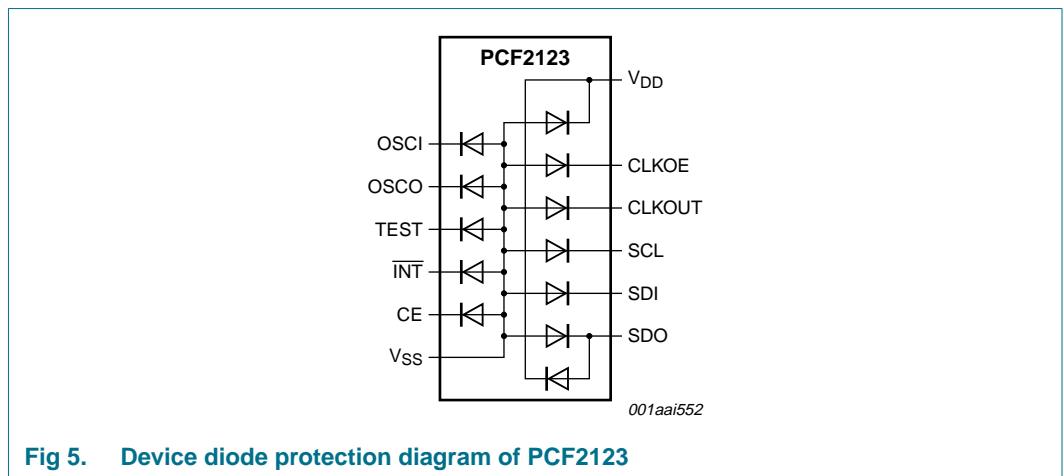 PCF2123
VDD
OSCI
CLKOE
OSCO
CLKOUT
TEST
SCL
INT
SDI
CE
SDO
VSS
001aai552
Fig 5. Device diode protection diagram of PCF2123